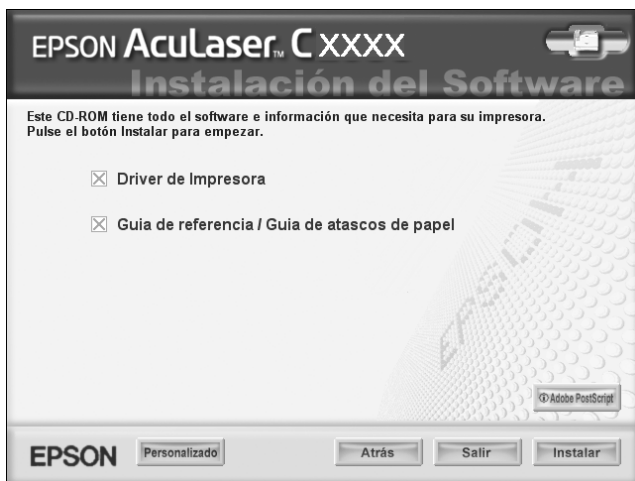 EPSON AcuLaser™ C XXXX
Instalación del Software
Este CD-ROM tiene todo el software e información que necesita para su impresora.
Pulse el botón Instalar para empezar.
Driver de Impresora
Guia de referencia / Guia de atascos de papel
EPSON
Adobe PostScript
EPSON
Personalizado
Atrás
Salir
Instalar